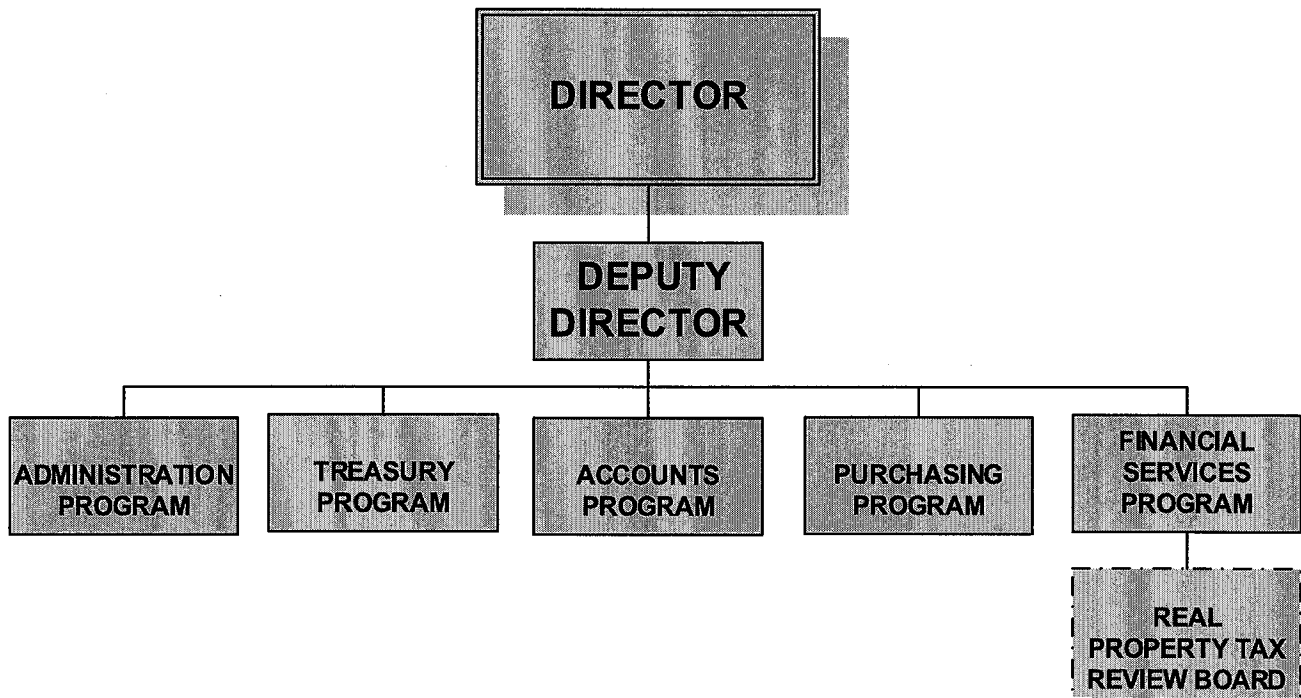 DIRECTOR
DEPUTY
DIRECTOR
ADMINISTRATION
PROGRAM
TREASURY
PROGRAM
ACCOUNTS
PROGRAM
PURCHASING
PROGRAM
FINANCIAL
SERVICES
PROGRAM
REAL
PROPERTY TAX
REVIEW BOARD